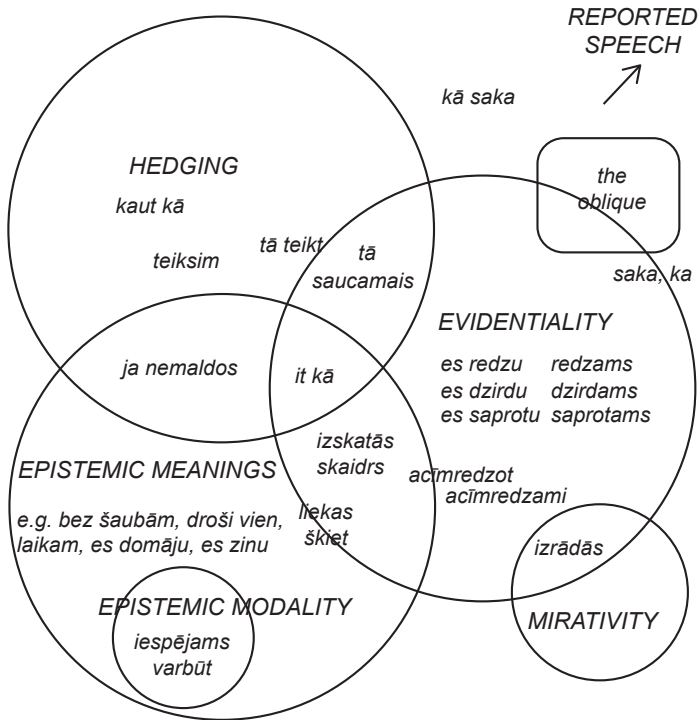 REPORTED
SPEECH
kā saka
HEDGING
kaut kā
teiksim
tā teikt
tā
saucamais
the
oblique
saka, ka
EVIDENTIALITY
es redzu redzams
es dzirdu dzirdams
es saprotu saprotams
ja nemaldos
it kā
izskatās
skaidrs
acīmredzot
acīmredzami
EPISTEMIC MEANINGS
e.g. bez šaubām, droši vien,
laikam, es domāju, es zinu
liekas
škiet
izrādās
MIRATIVITY
EPISTEMIC MODALITY
iespējams
varbūt